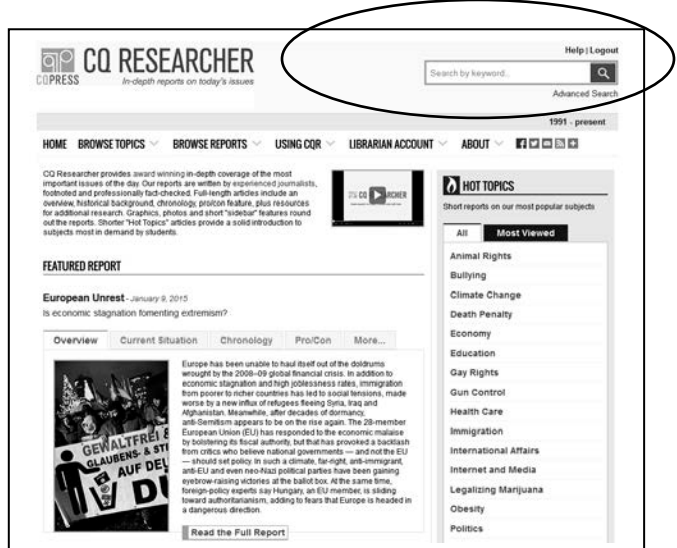 CQ PRESS
CQ RESEARCHER
In-depth reports on today's issues
Help | Logout
Search by keyword..
Advanced Search
1991 - present
HOME BROWSE TOPICS BROWSE REPORTS USING CQR LIBRARIAN ACCOUNT ABOUT
CQ Researcher provides award winning in-depth coverage of the most
important issues of the day. Our reports are written by experienced journalists,
footnoted and professionally fact-checked. Full-length articles include an
overview, historical background, chronology, pro/con feature, plus resources
for additional research. Graphics, photos and short "sidebar" features round
out the reports. Shorter "Hot Topics" articles provide a solid introduction to
subjects most in demand by students.
FEATURED REPORT
European Unrest - January 9, 2015
Is economic stagnation fomenting extremism?
Overview Current Situation Chronology Pro/Con More...
GEWALTFREI &
GLAUBENS- &
AUF
Europe has been unable to haul itself out of the doldrums
wrought by the 2008–09 global financial crisis. In addition to
economic stagnation and high joblessness rates, immigration
from poorer to richer countries has led to social tensions, made
worse by a new influx of refugees fleeing Syria, Iraq and
Afghanistan. Meanwhile, after decades of dormancy,
anti-Semitism appears to be on the rise again. The 28-member
European Union (EU) has responded to the economic malaise
by bolstering its fiscal authority, but that has provoked a backlash
from critics who believe national governments — and not the EU
— should set policy. In such a climate, far-right, anti-immigrant,
anti-EU and even neo-Nazi political parties have been gaining
eyebrow-raising victories at the ballot box. At the same time,
foreign-policy experts say Hungary, an EU member, is sliding
toward authoritarianism, adding to fears that Europe is headed in
a dangerous direction.
Read the Full Report
HOT TOPICS
Short reports on our most popular subjects
All Most Viewed
Animal Rights
Bullying
Climate Change
Death Penalty
Economy
Education
Gay Rights
Gun Control
Health Care
Immigration
International Affairs
Internet and Media
Legalizing Marijuana
Obesity
Politics